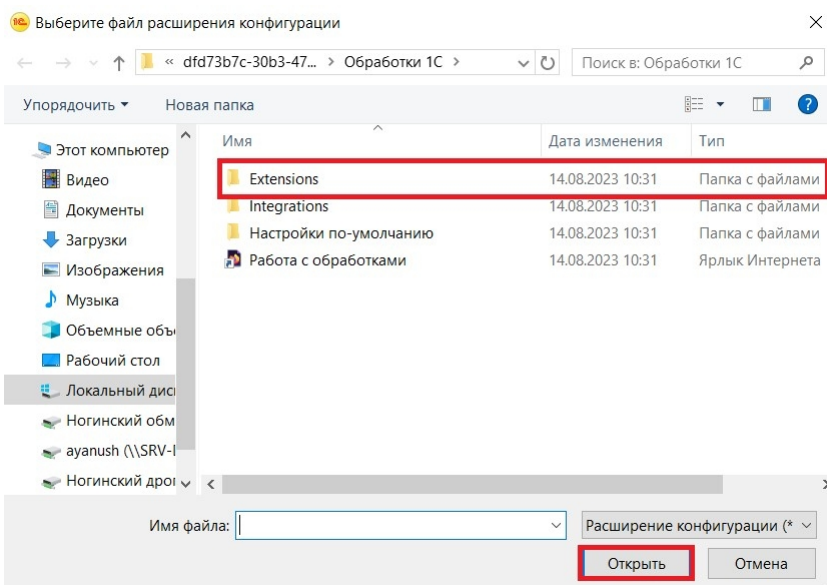 1С Выберите файл расширения конфигурации
« dfd73b7c-30b3-47... > Обработки 1С >
Поиск в: Обработки 1С
Упорядочить
Новая папка
?
Имя
Дата изменения
Тип
Этот компьютер
Видео
Документы
Загрузки
Изображения
Музыка
Объемные объ
Рабочий стол
Локальный дис
Ногинский обм
ayanush (\\SRV-
Ногинский дро
Extensions 14.08.2023 10:31 Папка с файлами
Integrations 14.08.2023 10:31 Папка с файлами
Настройки по-умолчанию 14.08.2023 10:31 Папка с файлами
Работа с обработками 14.08.2023 10:31 Ярлык Интернета
Имя файла:
Расширение конфигурации (*
Открыть
Отмена